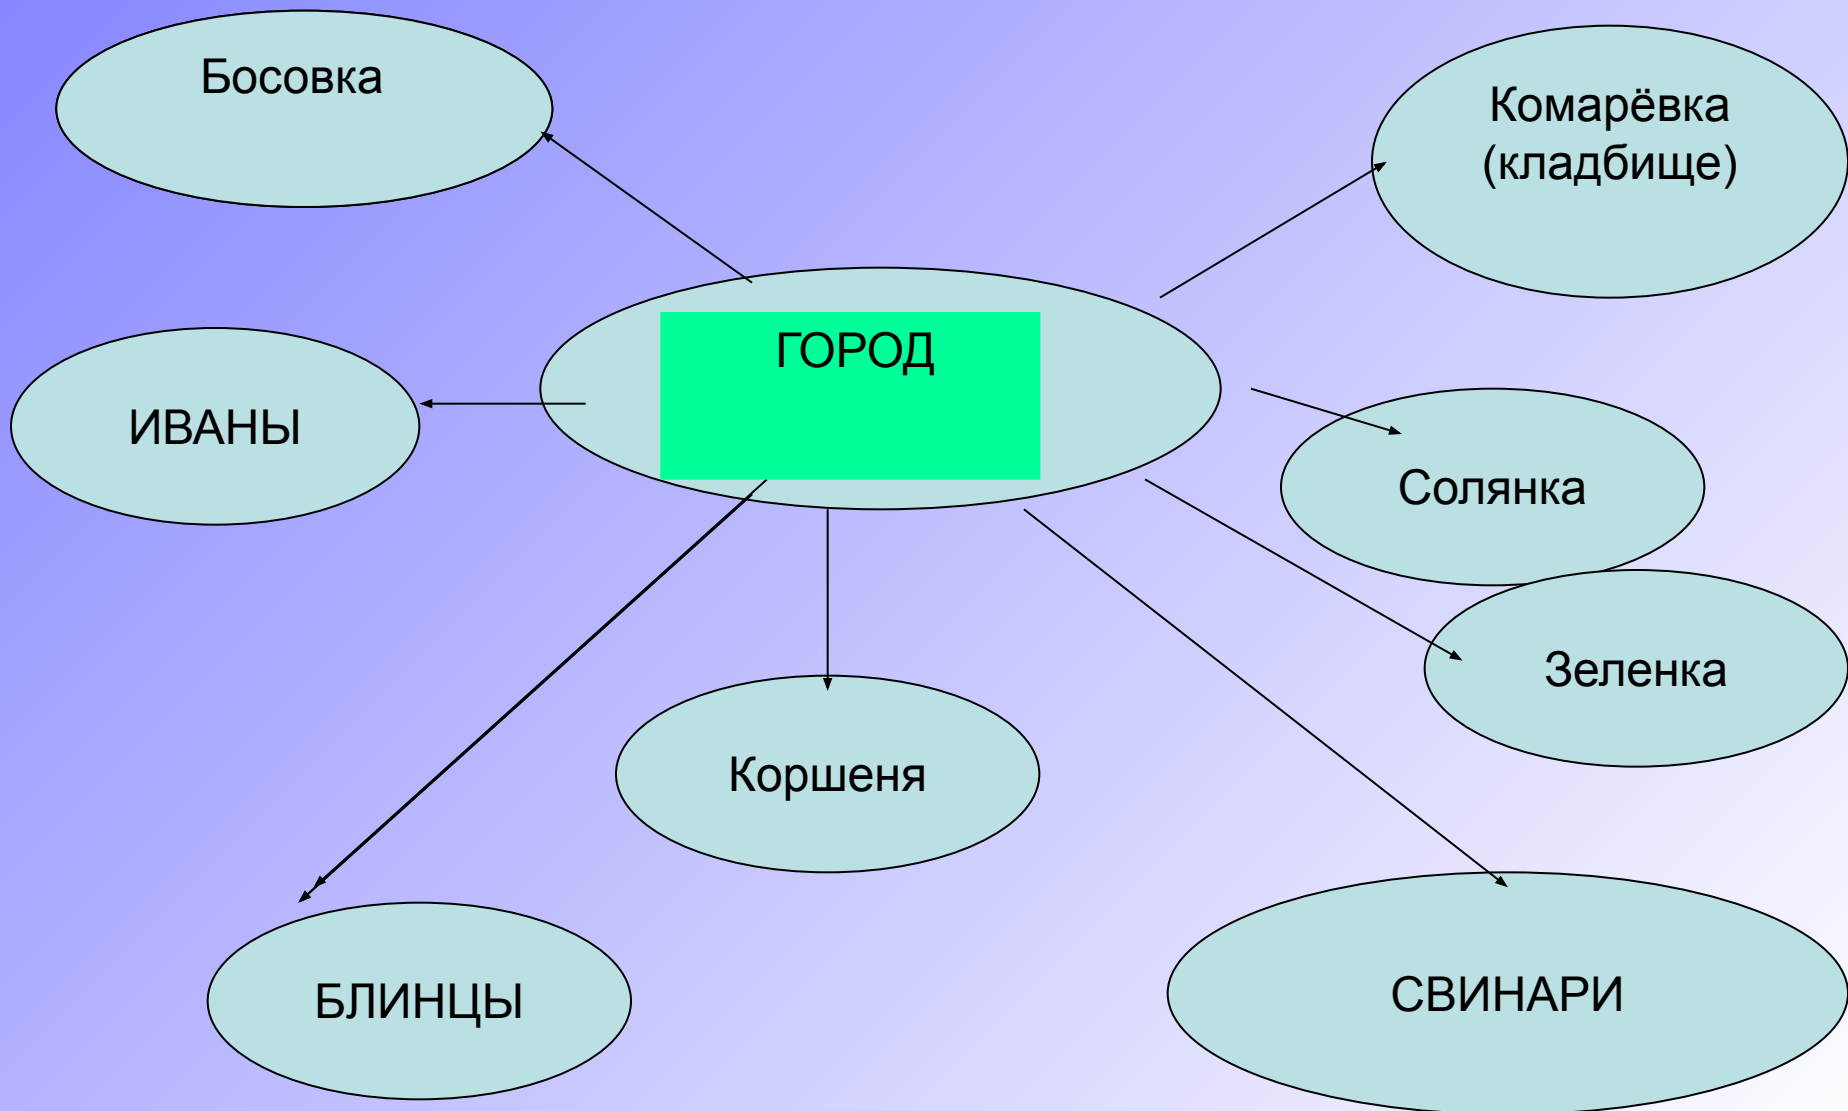 Босовка
Комарёвка
(кладбище)
ГОРОД
ИВАНЫ
Солянка
Зеленка
Коршеня
БЛИНЦЫ
СВИНАРИ